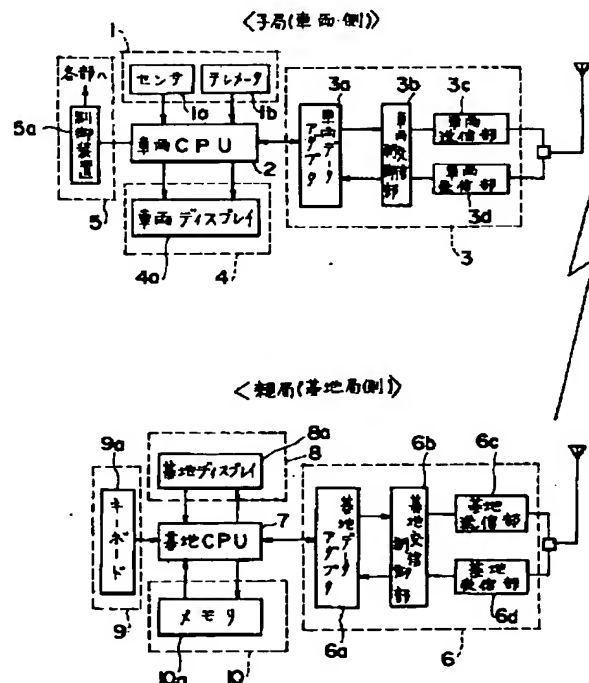 <子局(車両側)>
1
センサ
テレメータ
1a
1b
各部へ
5a
制御装置
車両CPU
2
車両ディスプレイ
4a
4
5
3a
3b
3c
車両データアダプタ
車両交信制御部
車両送信部
車両受信部
3d
3
<親局(基地局側)>
8a
8
基地ディスプレイ
9a
キーボード
7
基地CPU
メモリ
9
10a
10
6b
6c
基地データアダプタ
基地交信制御部
基地送信部
基地受信部
6d
6a
6